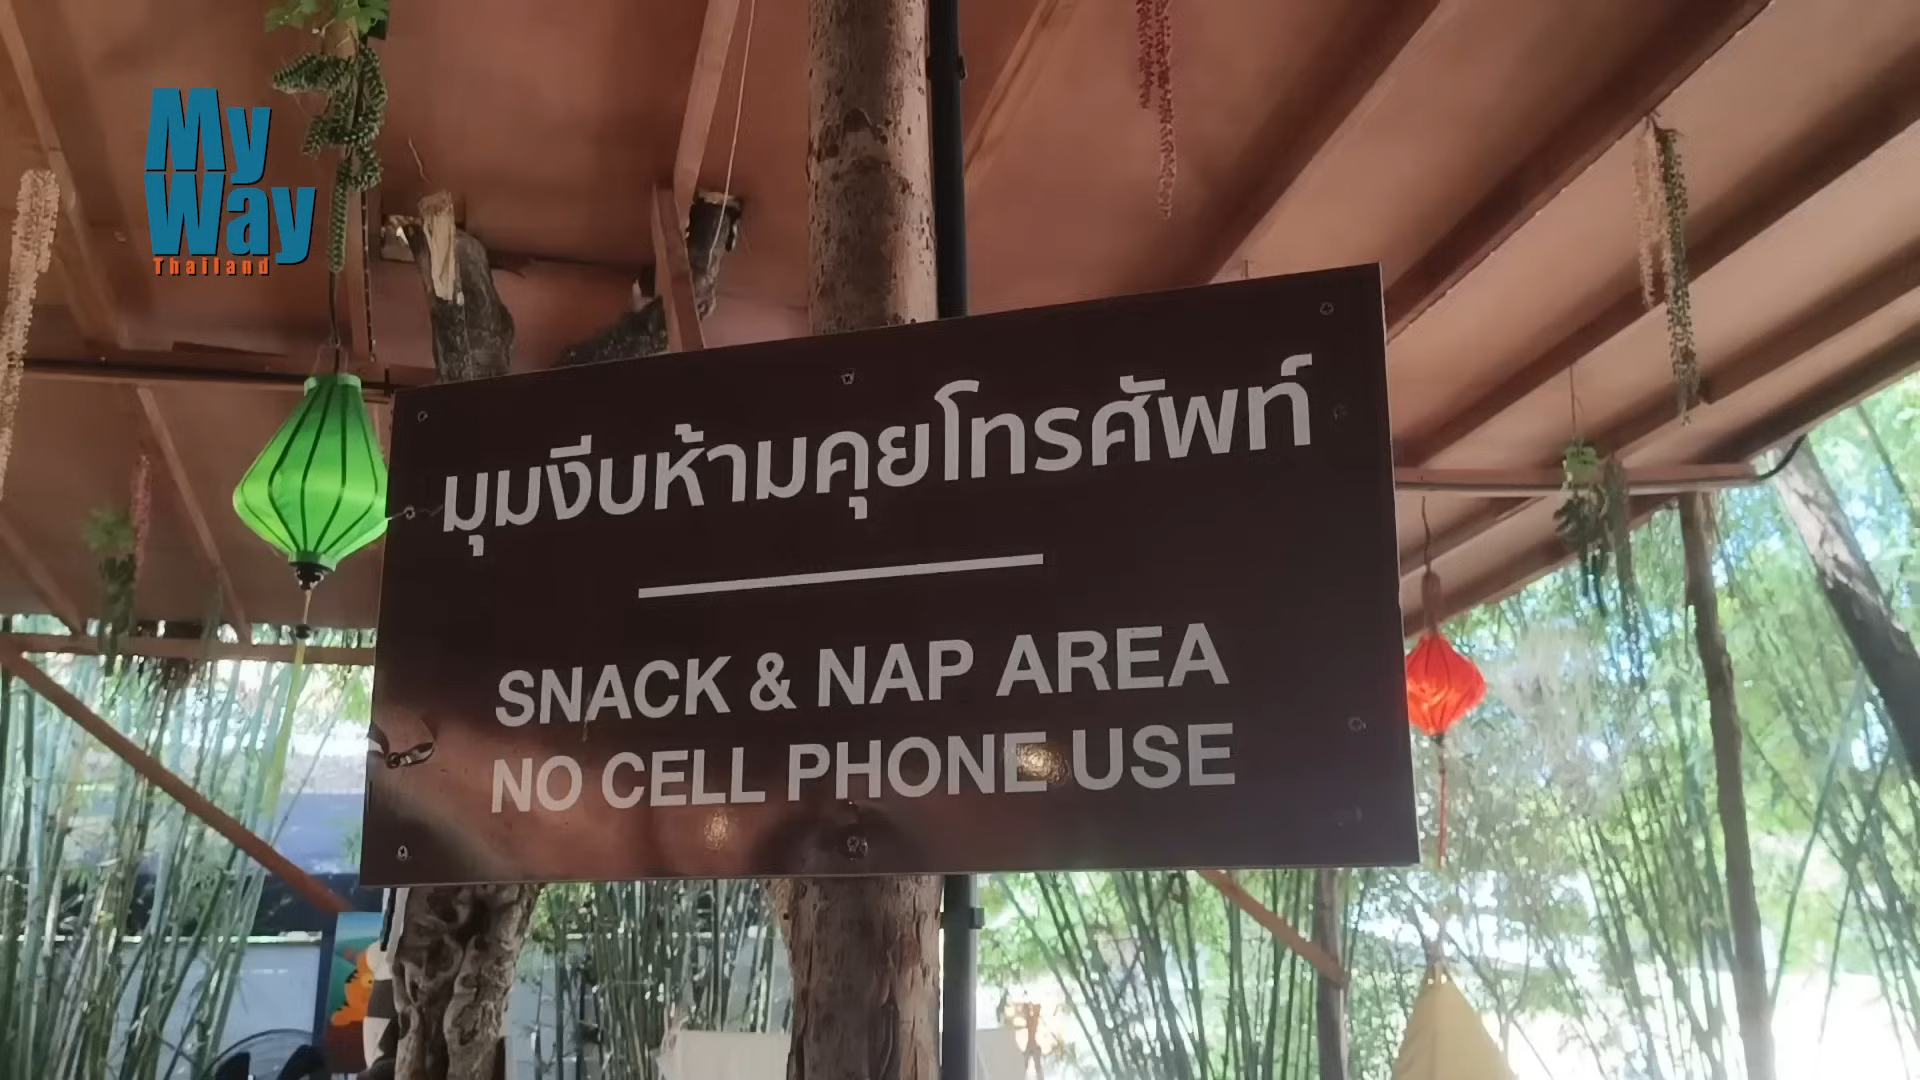 My
Way
Thailand
มุมงีบห้ามคุยโทรศัพท์
SNACK & NAP AREA
NO CELL PHONE USE